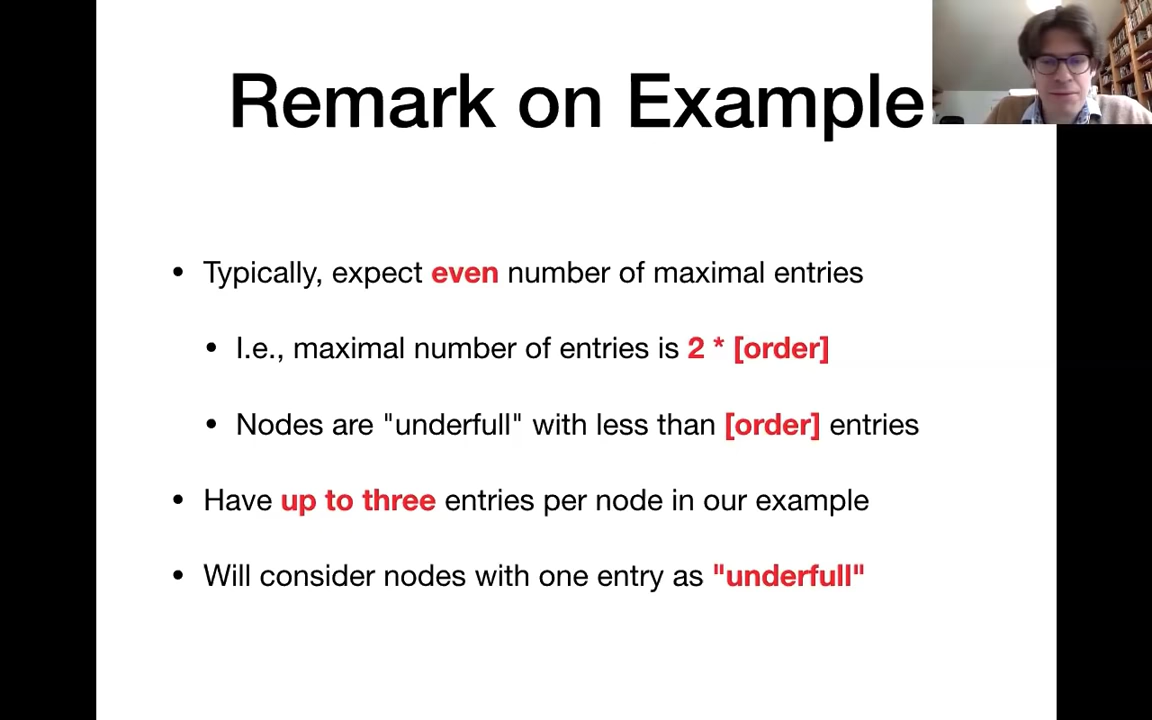 Remark on Example
• Typically, expect even number of maximal entries
• I.e., maximal number of entries is 2 * [order]
• Nodes are "underfull" with less than [order] entries
• Have up to three entries per node in our example
• Will consider nodes with one entry as "underfull"